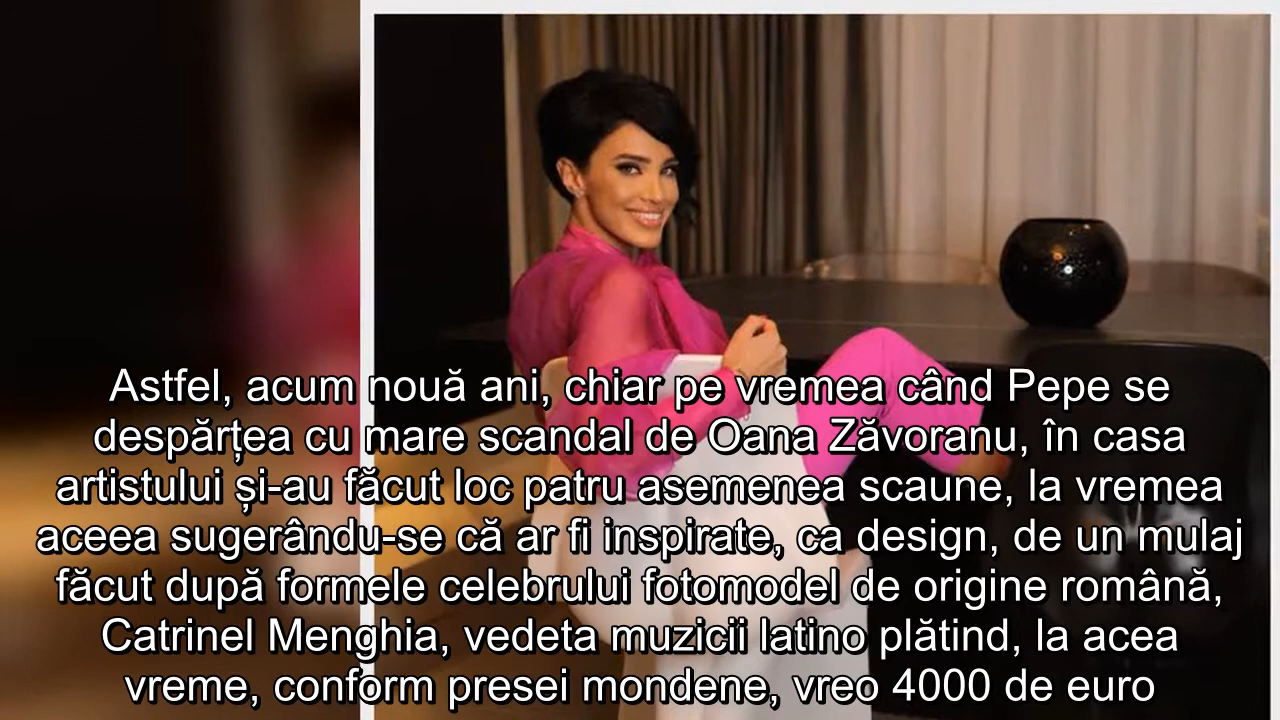 Astfel, acum nouă ani, chiar pe vremea când Pepe se
despărțea cu mare scandal de Oana Zăvoranu, în casa
artistului și-au făcut loc patru asemenea scaune, la vremea
aceea sugerându-se că ar fi inspirate, ca design, de un mulaj
făcut după formele celebrului fotomodel de origine română,
Catrinel Menghia, vedeta muzicii latino plătind, la acea
vreme, conform presei mondene, vreo 4000 de euro